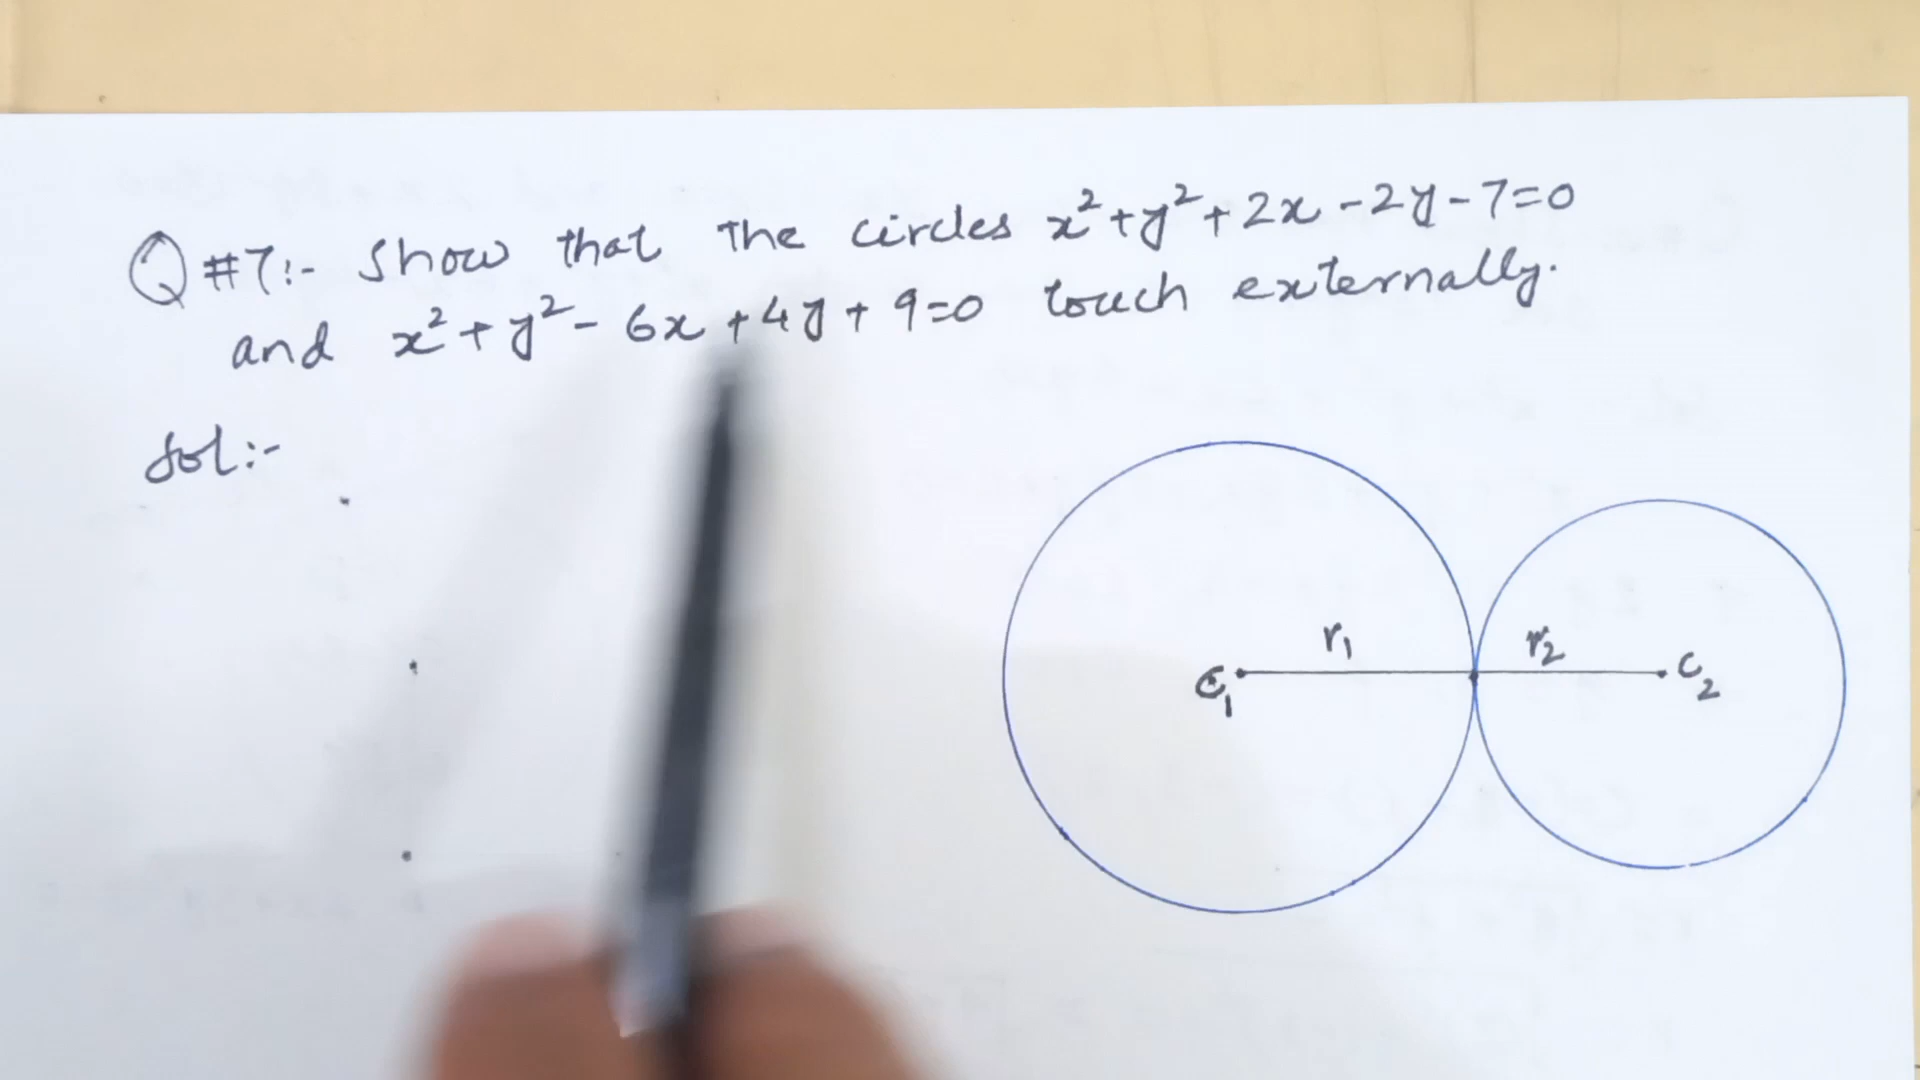 Q#7:- Show that the circles x²+y²+2x-2y-7=0
and x²+y²-6x+4y+9=0 touch externally.
Sol:-
r₁ r₂
C₁ C₂